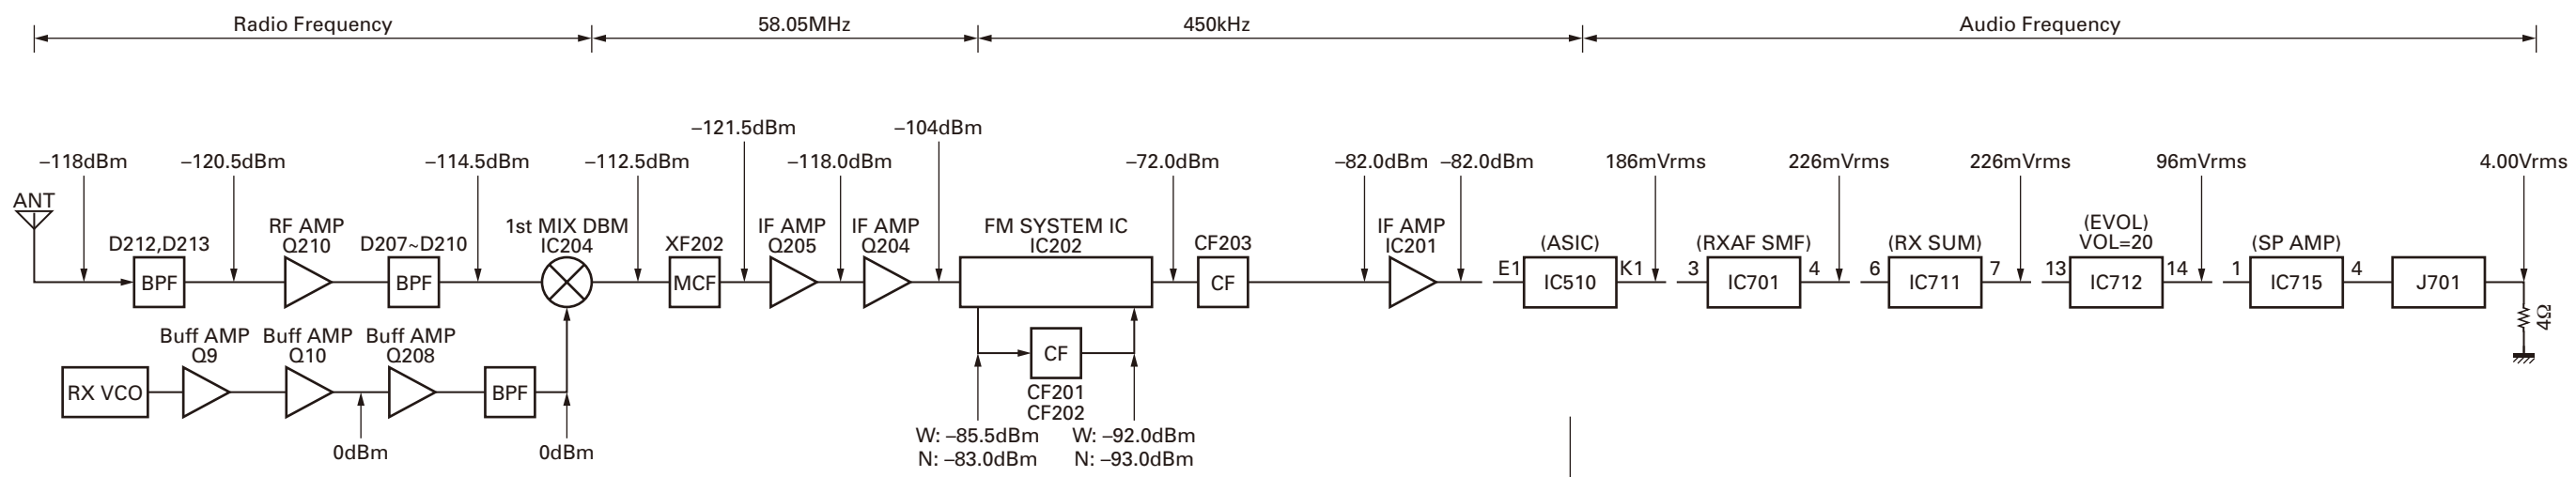 Radio Frequency
58.05MHz
450kHz
Audio Frequency
–121.5dBm
–104dBm
–118dBm
–120.5dBm
–114.5dBm
–112.5dBm
–118.0dBm
–72.0dBm
–82.0dBm
–82.0dBm
186mVrms
226mVrms
226mVrms
96mVrms
4.00Vrms
ANT
D212,D213
BPF
RF AMP
Q210
D207~D210
BPF
1st MIX DBM
IC204
XF202
MCF
IF AMP
Q205
IF AMP
Q204
FM SYSTEM IC
IC202
CF203
CF
IF AMP
IC201
(ASIC)
E1
IC510
K1
(RXAF SMF)
3
IC701
4
(RX SUM)
6
IC711
7
(EVOL)
VOL=20
13
IC712
14
(SP AMP)
1
IC715
4
J701
4Ω
RX VCO
Buff AMP
Q9
Buff AMP
Q10
Buff AMP
Q208
BPF
0dBm
0dBm
CF
CF201
CF202
W: –85.5dBm
N: –83.0dBm
W: –92.0dBm
N: –93.0dBm